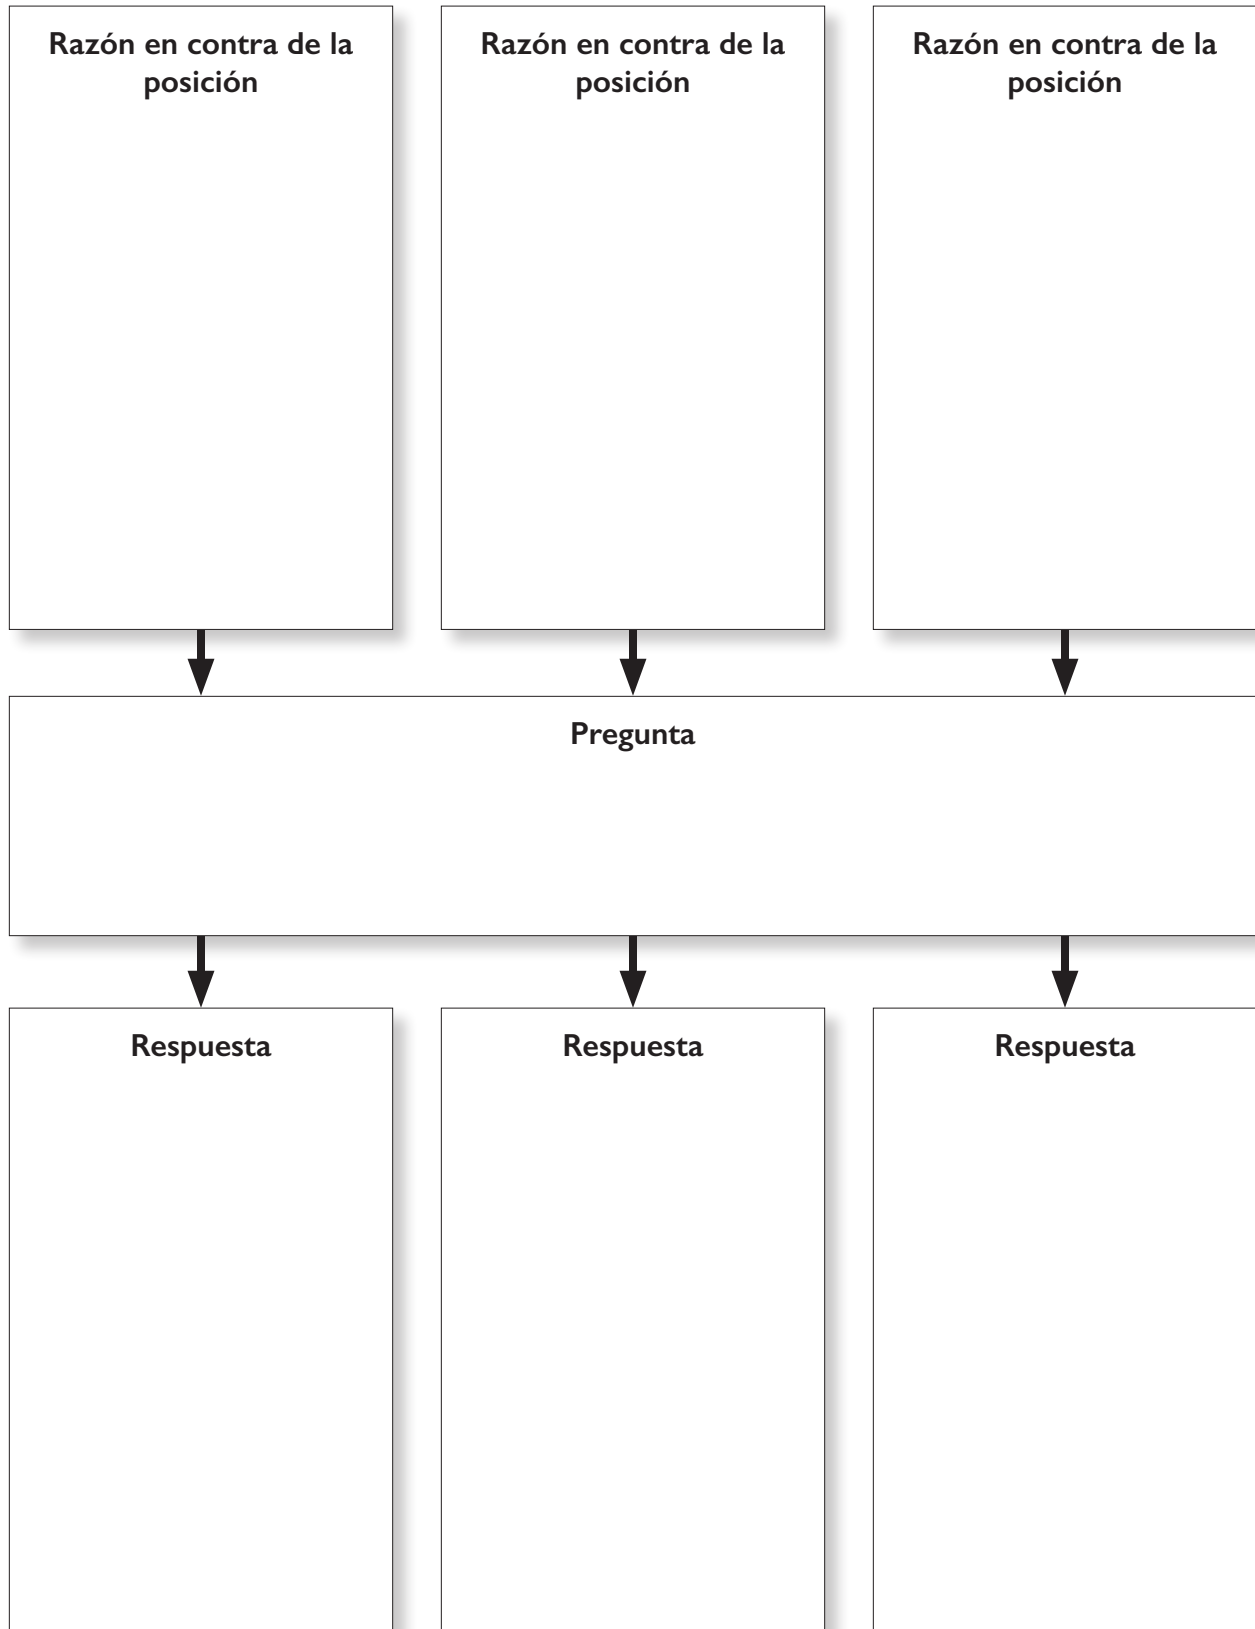 Razón en contra de la
posición
Razón en contra de la
posición
Razón en contra de la
posición
Pregunta
Respuesta
Respuesta
Respuesta